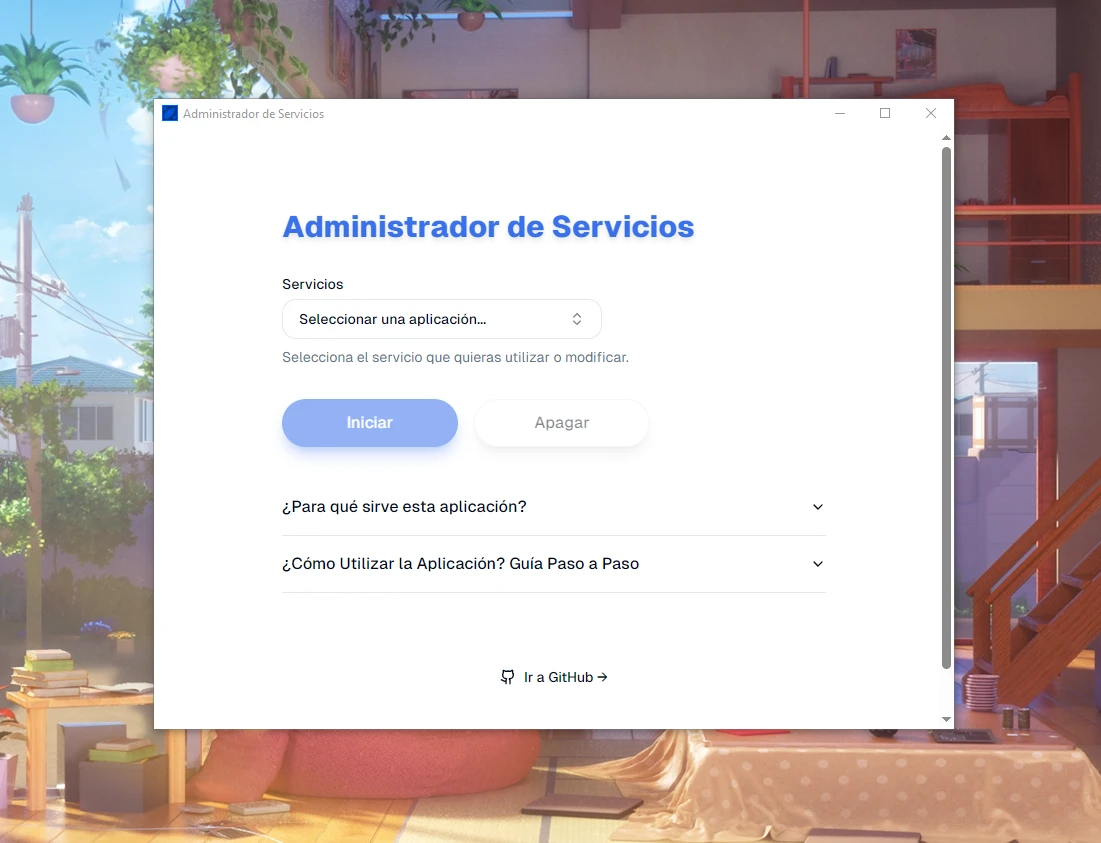 Administrador de Servicios
Administrador de Servicios
Servicios
Seleccionar una aplicación...
Selecciona el servicio que quieras utilizar o modificar.
Iniciar
Apagar
¿Para qué sirve esta aplicación?
¿Cómo Utilizar la Aplicación? Guía Paso a Paso
Ir a GitHub →